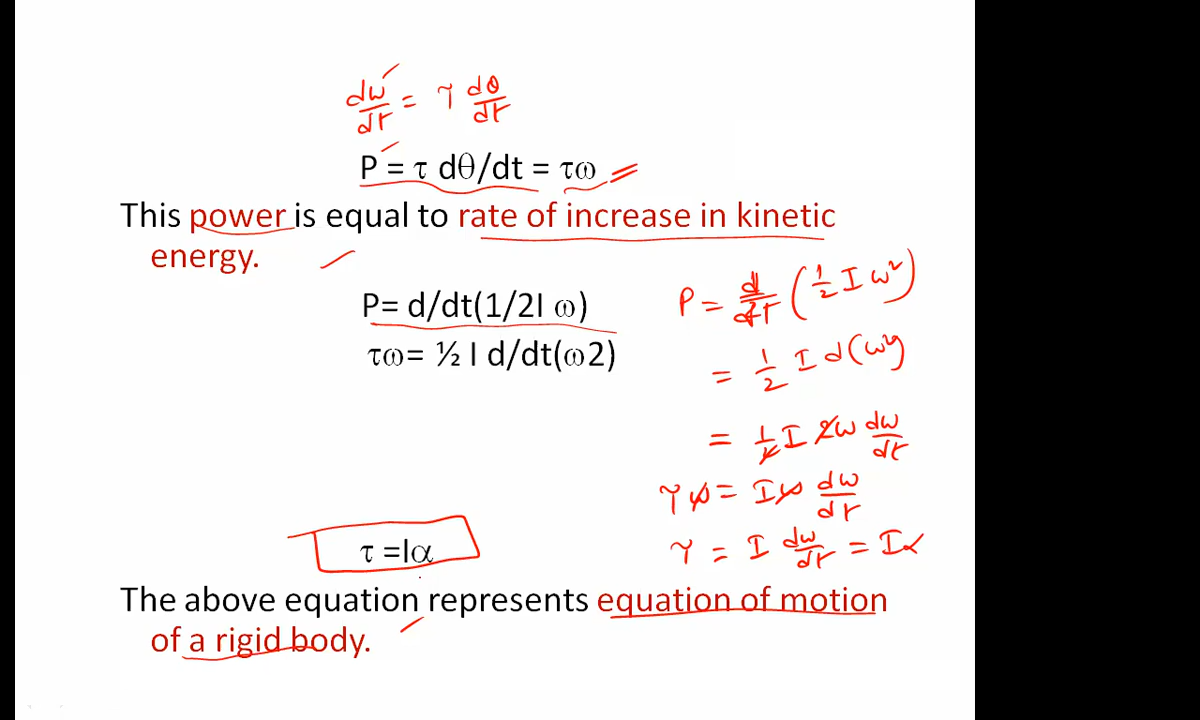 dw/dt = τ dθ/dt
P = τ dθ/dt = τω
This power is equal to rate of increase in kinetic
energy.
P= d/dt(1/2I ω)
τω= ½ I d/dt(ω2)
P = d/dt (1/2 I ω²)
= 1/2 I d(ω²)
= 1/2 I 2ω dω/dt
τω = Iω dω/dt
τ = I dω/dt = Iα
τ =Iα
The above equation represents equation of motion
of a rigid body.